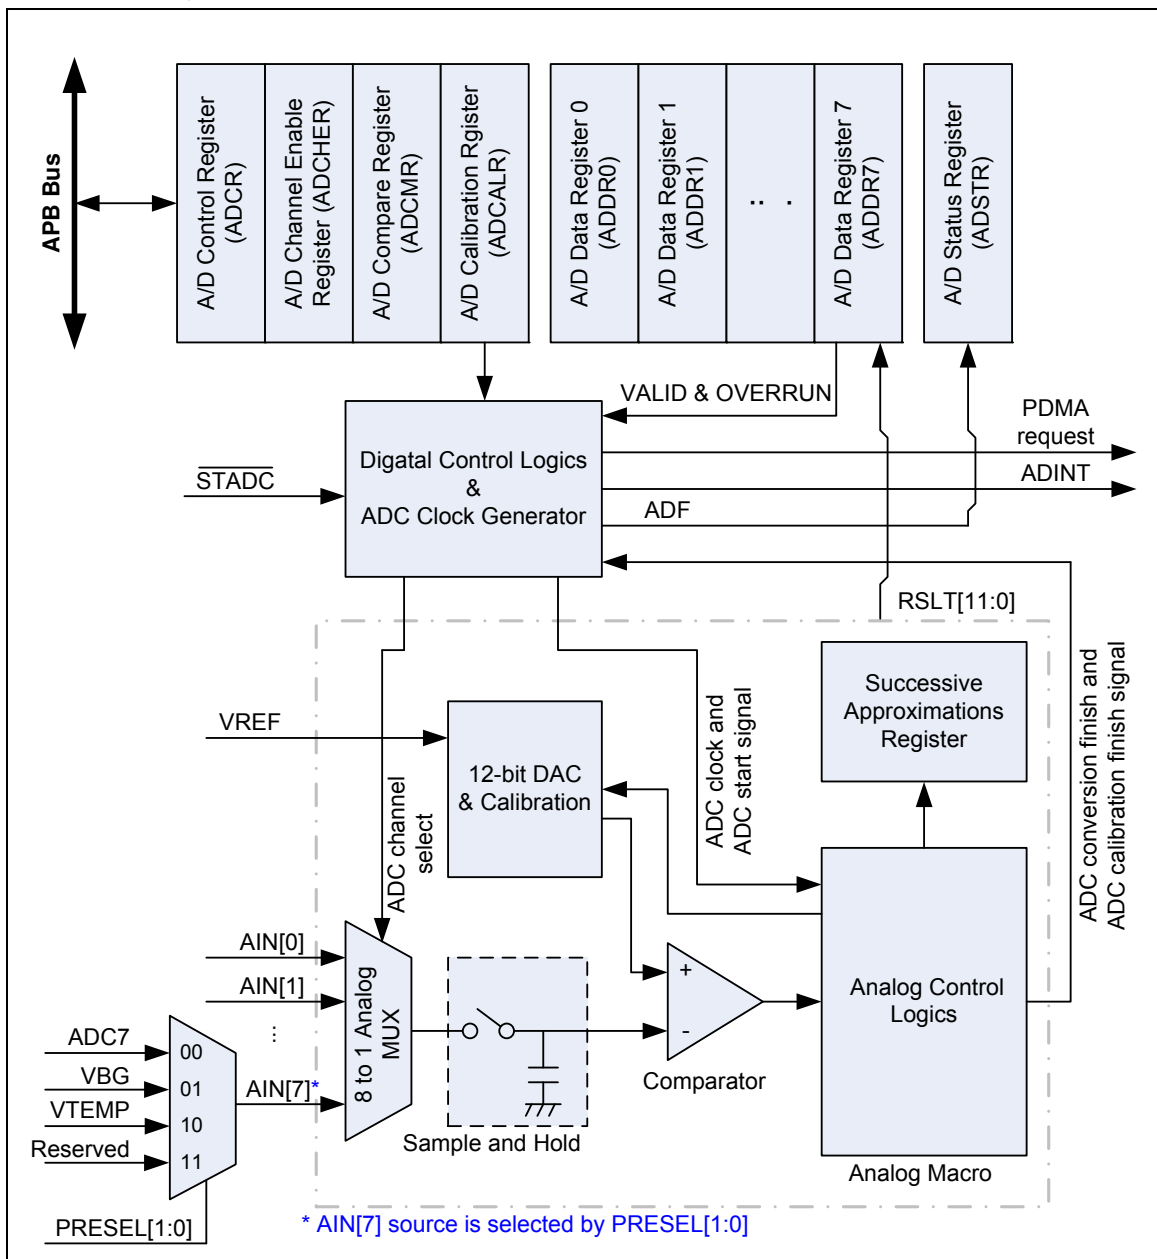 APB Bus
A/D Control Register
(ADCR)
A/D Channel Enable
Register (ADCHER)
A/D Compare Register
(ADCMR)
A/D Calibration Rgister
(ADCALR)
A/D Data Register 0
(ADDR0)
A/D Data Register 1
(ADDR1)
.. .
A/D Data Register 7
(ADDR7)
A/D Status Register
(ADSTR)
VALID & OVERRUN
PDMA
request
ADINT
ADF
STADC
Digatal Control Logics
&
ADC Clock Generator
RSLT[11:0]
Successive
Approximations
Register
VREF
12-bit DAC
& Calibration
ADC channel
select
ADC clock and
ADC start signal
ADC conversion finish and
ADC calibration finish signal
AIN[0]
AIN[1]
...
AIN[7]*
8 to 1 Analog
MUX
+
-
Comparator
Analog Control
Logics
ADC7
VBG
VTEMP
Reserved
00
01
10
11
Sample and Hold
Analog Macro
PRESEL[1:0]
* AIN[7] source is selected by PRESEL[1:0]